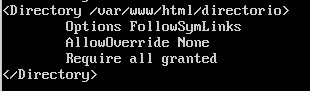 <Directory /var/www/html/directorio>
        Options FollowSymLinks
        AllowOverride None
        Require all granted
</Directory>